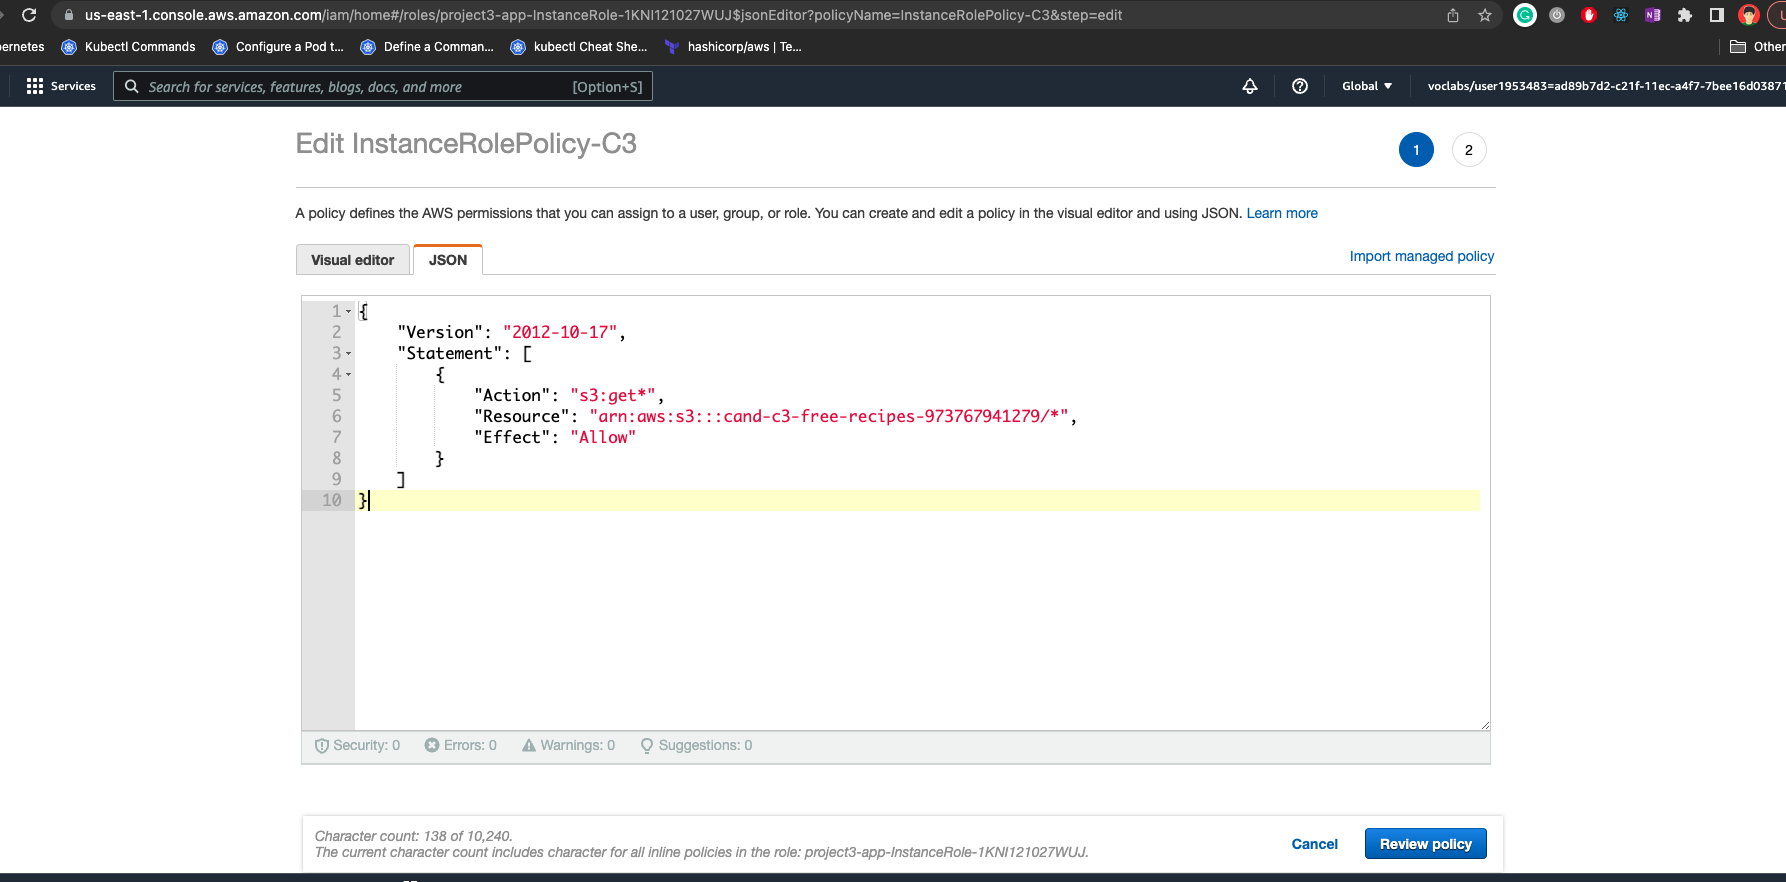 us-east-1.console.aws.amazon.com/iam/home#/roles/project3-app-InstanceRole-1KNI121027WUJ$jsonEditor?policyName=InstanceRolePolicy-C3&step=edit
ernetes Kubectl Commands Configure a Pod t... Define a Comman... kubectl Cheat She... hashicorp/aws | Te... Other
Services Search for services, features, blogs, docs, and more [Option+S] Global ▼ voclabs/user1953483=ad89b7d2-c21f-11ec-a4f7-7bee16d03871
Edit InstanceRolePolicy-C3 1 2
A policy defines the AWS permissions that you can assign to a user, group, or role. You can create and edit a policy in the visual editor and using JSON. Learn more
Visual editor JSON Import managed policy
1 {
2 "Version": "2012-10-17",
3 "Statement": [
4 {
5 "Action": "s3:get*",
6 "Resource": "arn:aws:s3:::cand-c3-free-recipes-973767941279/*",
7 "Effect": "Allow"
8 }
9 ]
10 }
Security: 0 Errors: 0 Warnings: 0 Suggestions: 0
Character count: 138 of 10,240.
The current character count includes character for all inline policies in the role: project3-app-InstanceRole-1KNI121027WUJ.
Cancel Review policy